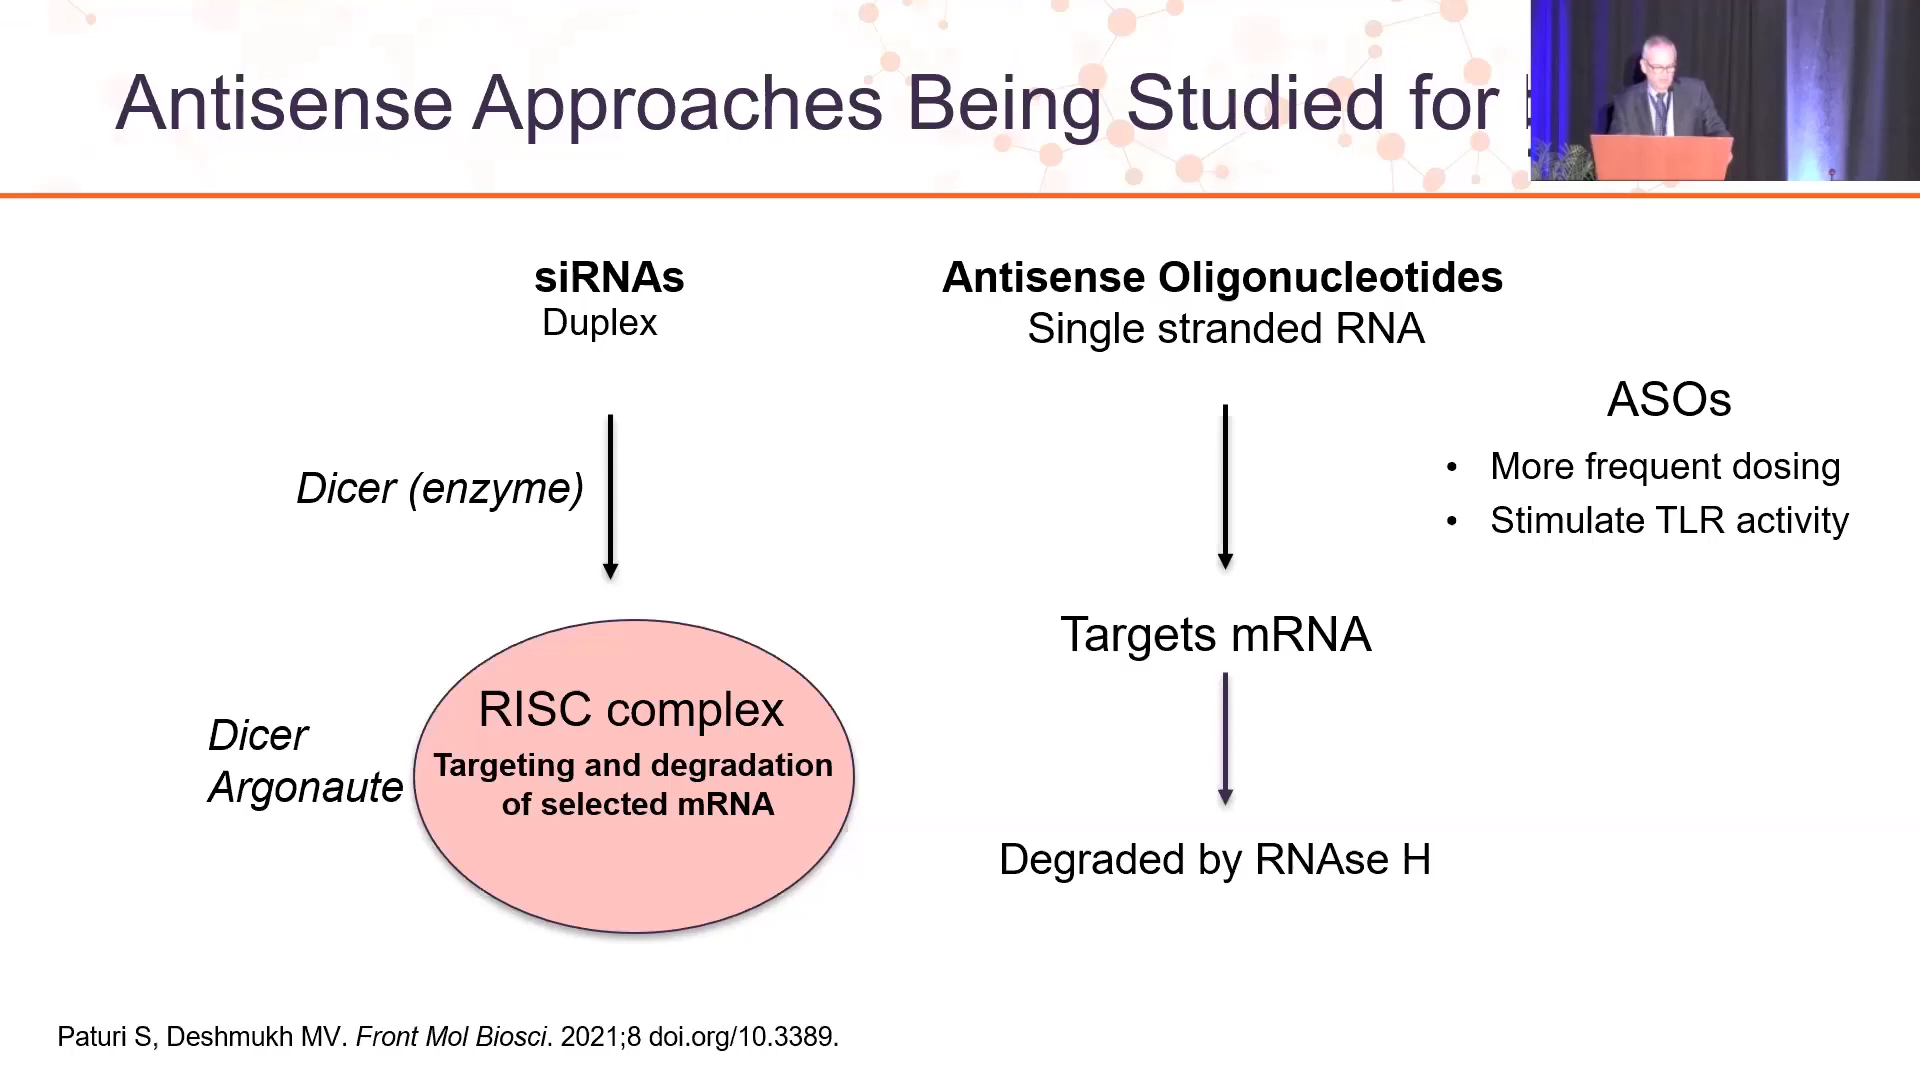 Antisense Approaches Being Studied for
siRNAs
Duplex
Antisense Oligonucleotides
Single stranded RNA
ASOs
• More frequent dosing
• Stimulate TLR activity
Dicer (enzyme)
Targets mRNA
RISC complex
Targeting and degradation
of selected mRNA
Dicer
Argonaute
Degraded by RNAse H
Paturi S, Deshmukh MV. Front Mol Biosci. 2021;8 doi.org/10.3389.